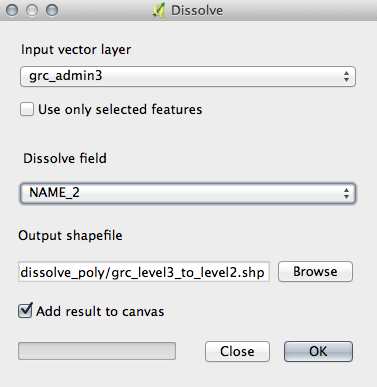 Dissolve
Input vector layer
grc_admin3
Use only selected features
Dissolve field
NAME_2
Output shapefile
dissolve_poly/grc_level3_to_level2.shp Browse
Add result to canvas
Close OK